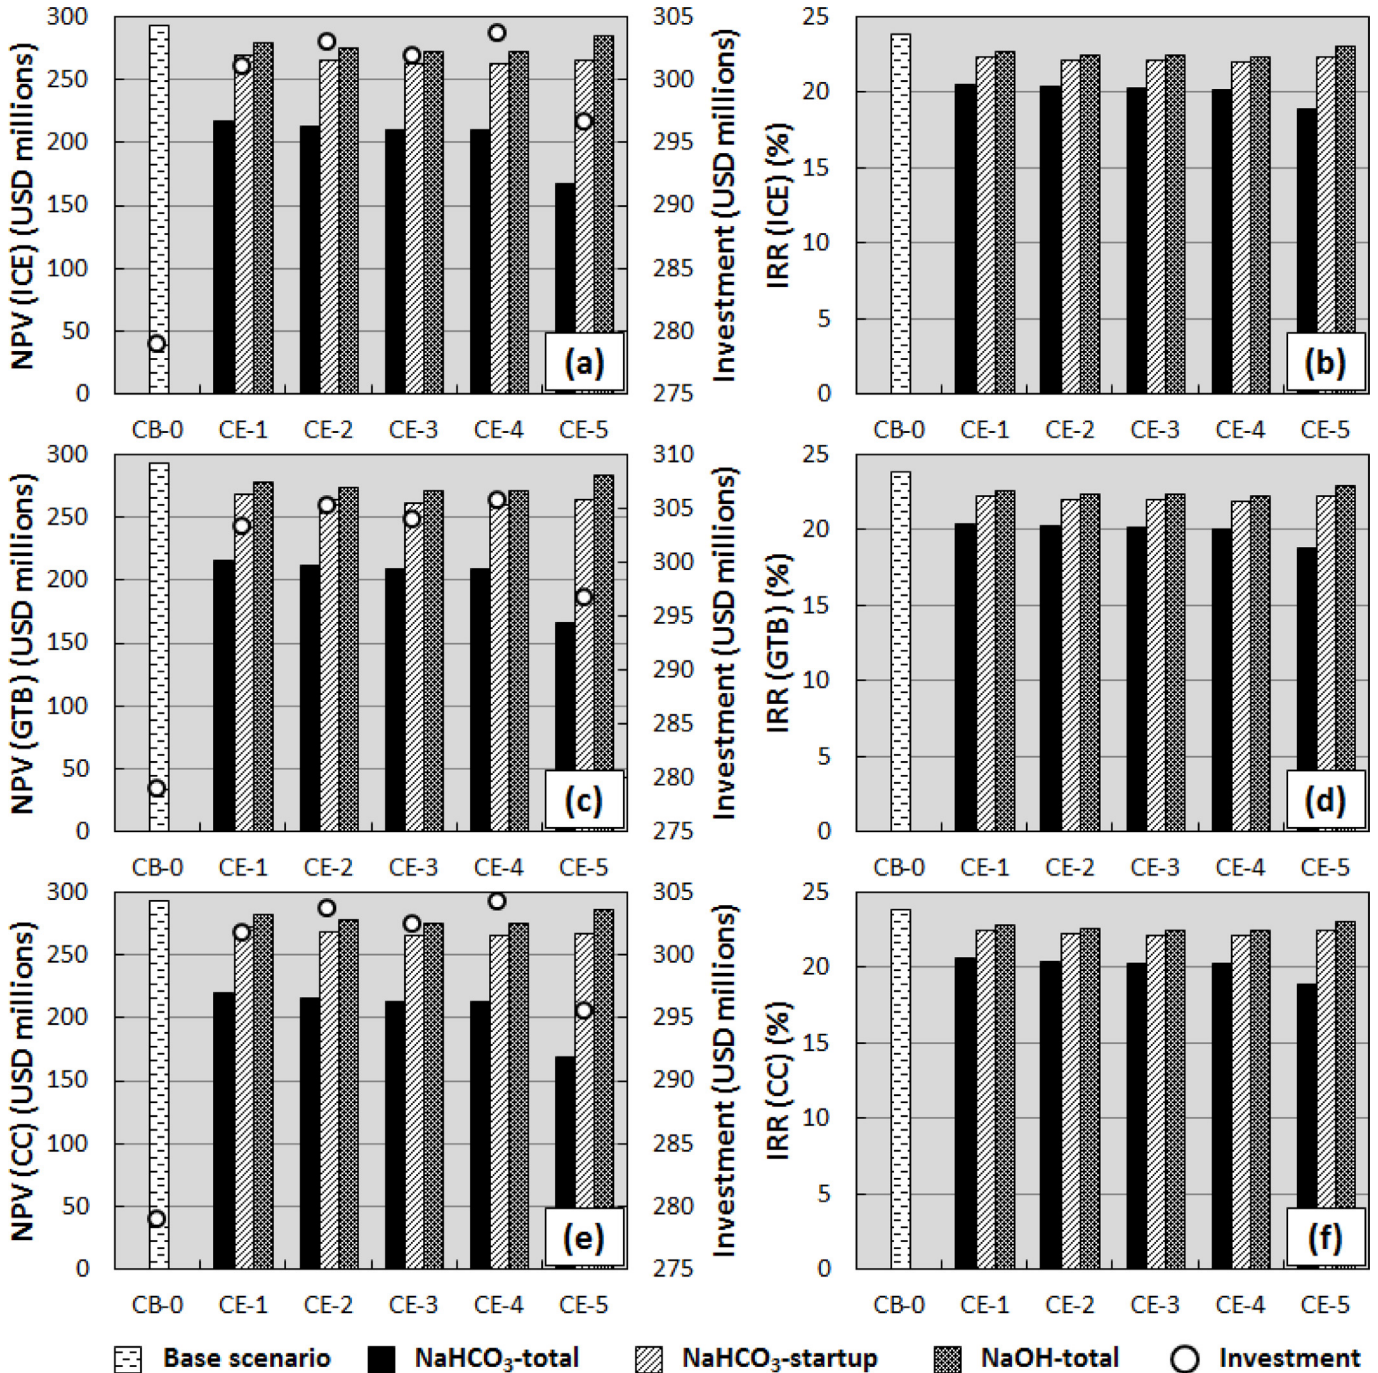 NPV (ICE) (USD millions)
300
250
200
150
100
50
0
305
300
295
290
285
280
275
Investment (USD millions)
(a)
CB-0 CE-1 CE-2 CE-3 CE-4 CE-5
IRR (ICE) (%)
25
20
15
10
5
0
(b)
CB-0 CE-1 CE-2 CE-3 CE-4 CE-5
NPV (GTB) (USD millions)
300
250
200
150
100
50
0
310
305
300
295
290
285
280
275
Investment (USD millions)
(c)
CB-0 CE-1 CE-2 CE-3 CE-4 CE-5
IRR (GTB) (%)
25
20
15
10
5
0
(d)
CB-0 CE-1 CE-2 CE-3 CE-4 CE-5
NPV (CC) (USD millions)
300
250
200
150
100
50
0
305
300
295
290
285
280
275
Investment (USD millions)
(e)
CB-0 CE-1 CE-2 CE-3 CE-4 CE-5
IRR (CC) (%)
25
20
15
10
5
0
(f)
CB-0 CE-1 CE-2 CE-3 CE-4 CE-5
Base scenario NaHCO₃-total NaHCO₃-startup NaOH-total Investment